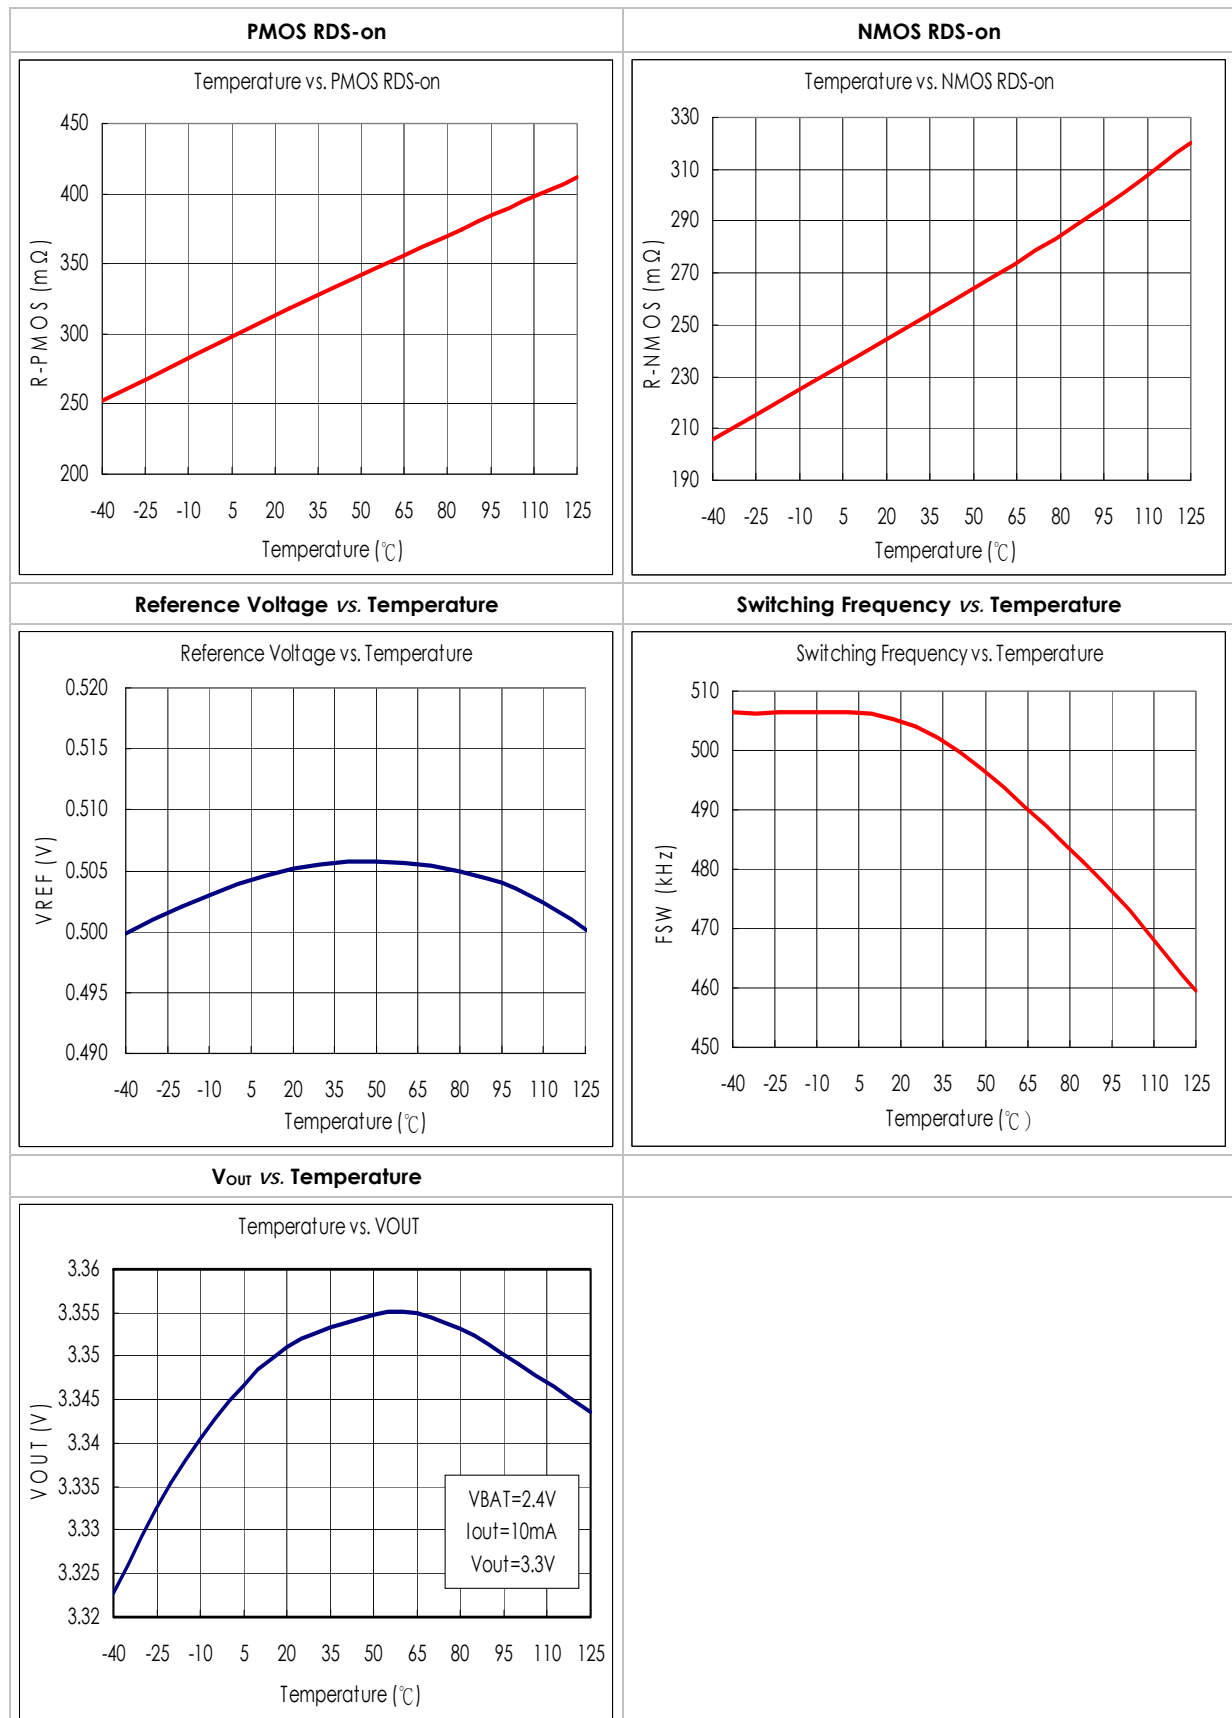 PMOS RDS-on
NMOS RDS-on
Temperature vs. PMOS RDS-on
450
400
350
300
250
200
R-PMOS (mΩ)
-40 -25 -10 5 20 35 50 65 80 95 110 125
Temperature (℃)
Temperature vs. NMOS RDS-on
330
310
290
270
250
230
210
190
R-NMOS (mΩ)
-40 -25 -10 5 20 35 50 65 80 95 110 125
Temperature (℃)
Reference Voltage vs. Temperature
Switching Frequency vs. Temperature
Reference Voltage vs. Temperature
0.520
0.515
0.510
0.505
0.500
0.495
0.490
VREF (V)
-40 -25 -10 5 20 35 50 65 80 95 110 125
Temperature (℃)
Switching Frequency vs. Temperature
510
500
490
480
470
460
450
FSW (kHz)
-40 -25 -10 5 20 35 50 65 80 95 110 125
Temperature (℃)
VOUT vs. Temperature
Temperature vs. VOUT
3.36
3.355
3.35
3.345
3.34
3.335
3.33
3.325
3.32
VOUT (V)
VBAT=2.4V
Iout=10mA
Vout=3.3V
-40 -25 -10 5 20 35 50 65 80 95 110 125
Temperature (℃)